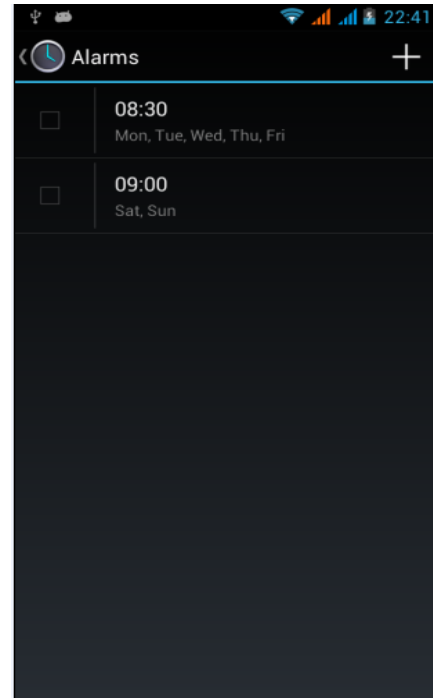 22:41
Alarms
08:30
Mon, Tue, Wed, Thu, Fri
09:00
Sat, Sun